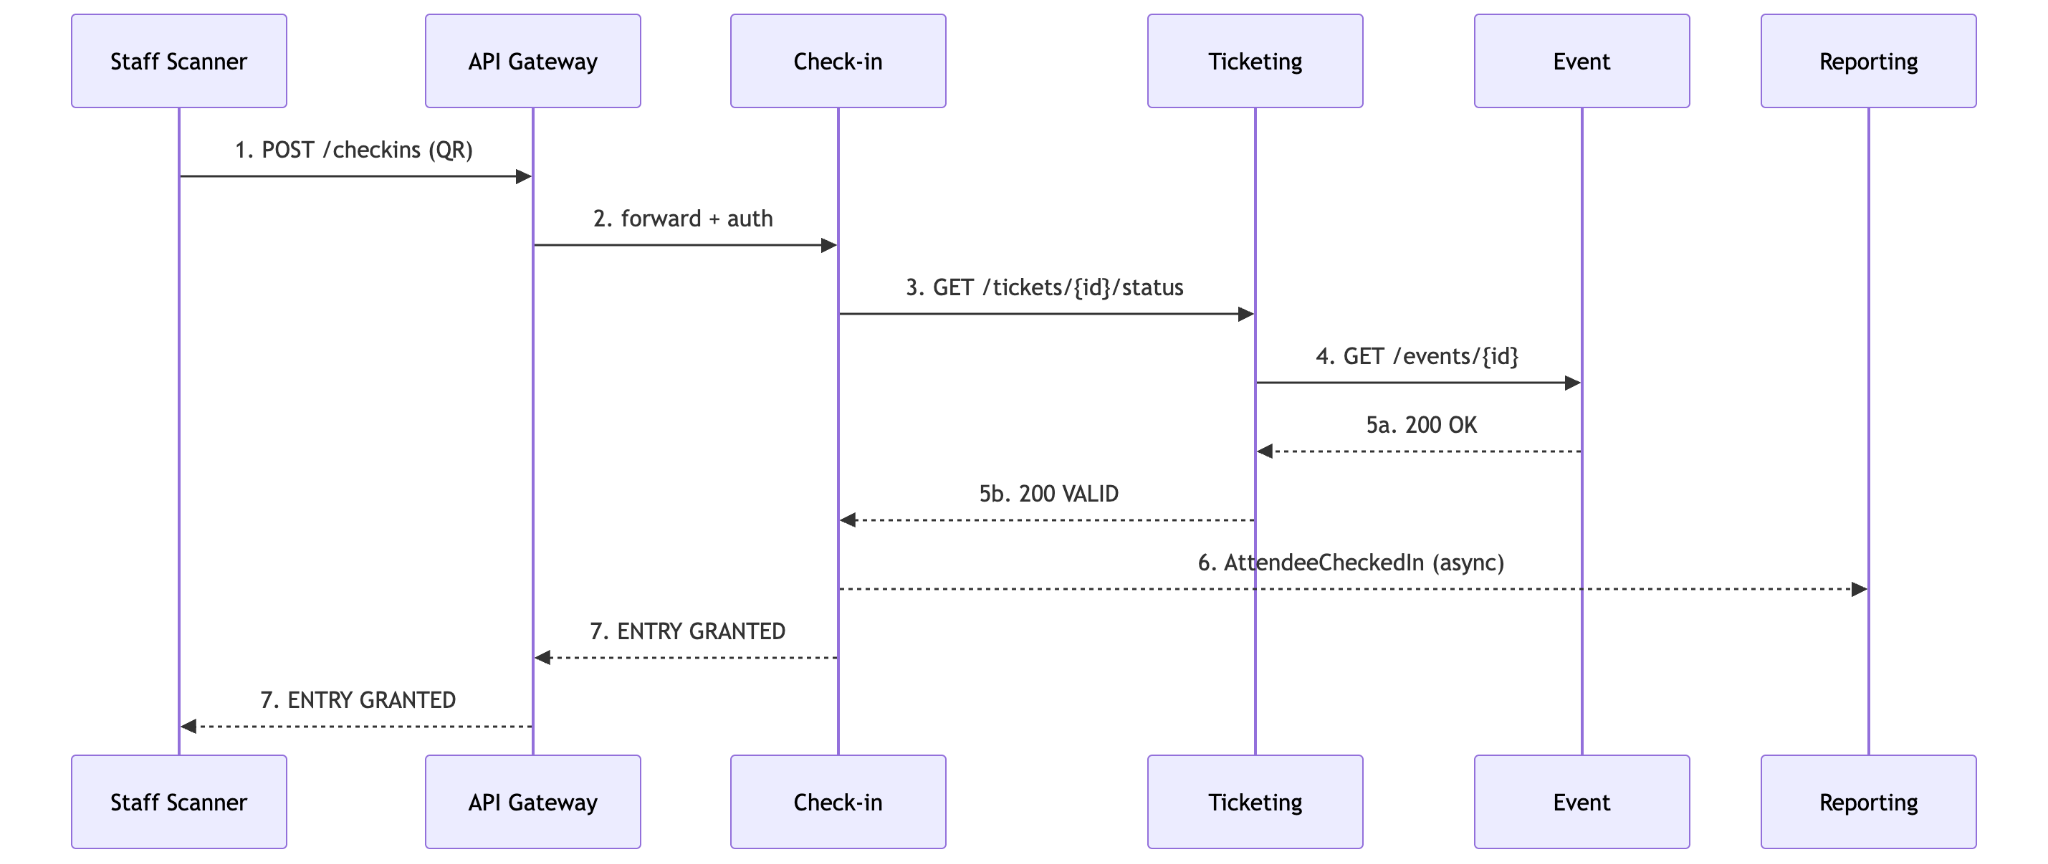 Staff Scanner
API Gateway
Check-in
Ticketing
Event
Reporting
1. POST /checkins (QR)
2. forward + auth
3. GET /tickets/{id}/status
4. GET /events/{id}
5a. 200 OK
5b. 200 VALID
6. AttendeeCheckedIn (async)
7. ENTRY GRANTED
7. ENTRY GRANTED
Staff Scanner
API Gateway
Check-in
Ticketing
Event
Reporting